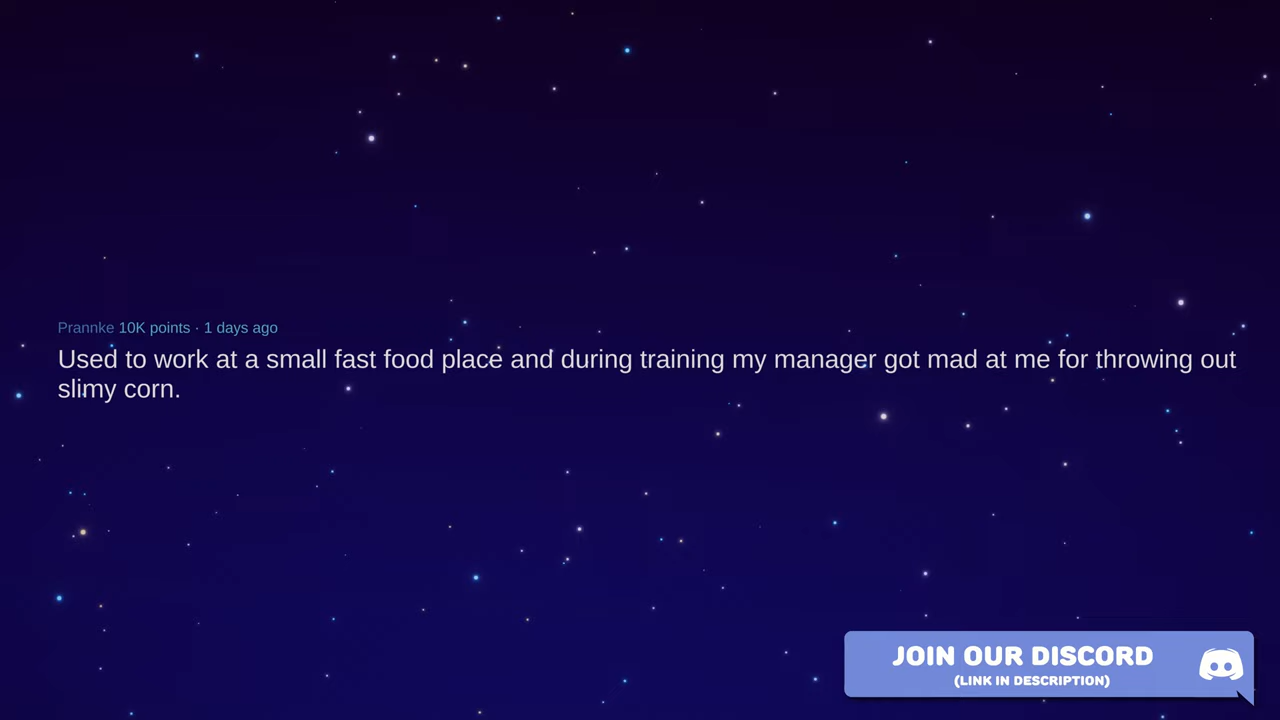 Prannke 10K points · 1 days ago
Used to work at a small fast food place and during training my manager got mad at me for throwing out
slimy corn.
JOIN OUR DISCORD
(LINK IN DESCRIPTION)